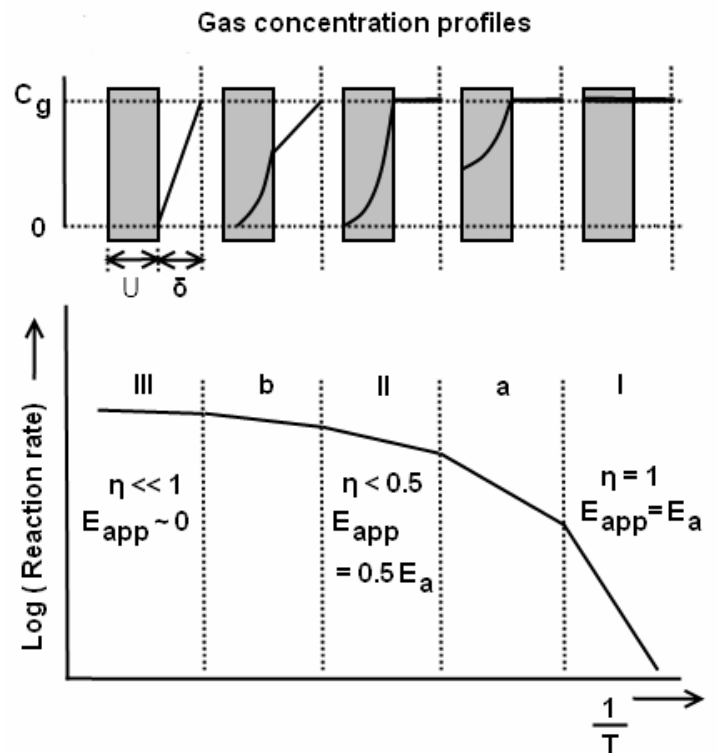 Gas concentration profiles
Cg
0
U δ
III b II a I
η << 1
Eapp ~ 0
η < 0.5
Eapp
= 0.5 Ea
η = 1
Eapp = Ea
Log ( Reaction rate)
1
T